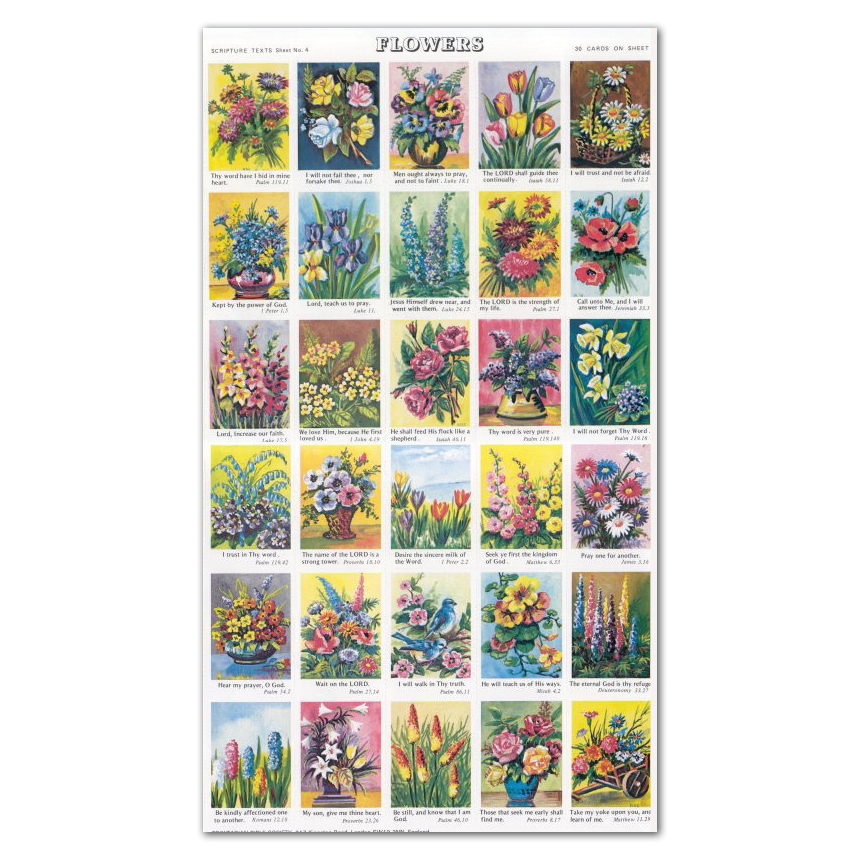 SCRIPTURE TEXTS Sheet No. 4
FLOWERS
30 CARDS ON SHEET
Thy word have I hid in mine
heart. Psalm 119.11
I will not fail thee, nor
forsake thee. Joshua 1.5
Men ought always to pray,
and not to faint. Luke 18.1
The LORD shall guide thee
continually. Isaiah 58.11
I will trust and not be afraid
Isaiah 12.2
Kept by the power of God.
1 Peter 1.5
Lord, teach us to pray.
Luke 11.
Jesus Himself drew near, and
went with them. Luke 24.15
The LORD is the strength of
my life. Psalm 27.1
Call unto Me, and I will
answer thee. Jeremiah 33.3
Lord, increase our faith.
Luke 17.5
We love Him, because He first
loved us. 1 John 4.19
He shall feed His flock like a
shepherd. Isaiah 40.11
Thy word is very pure.
Psalm 119.140
I will not forget Thy Word.
Psalm 119.16
I trust in Thy word.
Psalm 119.42
The name of the LORD is a
strong tower. Proverbs 18.10
Desire the sincere milk of
the Word. 1 Peter 2.2
Seek ye first the kingdom
of God. Matthew 6.33
Pray one for another.
James 5.16
Hear my prayer, O God.
Psalm 54.2
Wait on the LORD.
Psalm 27.14
I will walk in Thy truth.
Psalm 86.11
He will teach us of His ways.
Micah 4.2
The eternal God is thy refuge
Deuteronomy 33.27
Be kindly affectioned one
to another. Romans 12.10
My son, give me thine heart.
Proverbs 23.26
Be still, and know that I am
God. Psalm 46.10
Those that seek me early shall
find me. Proverbs 8.17
Take my yoke upon you, and
learn of me. Matthew 11.29